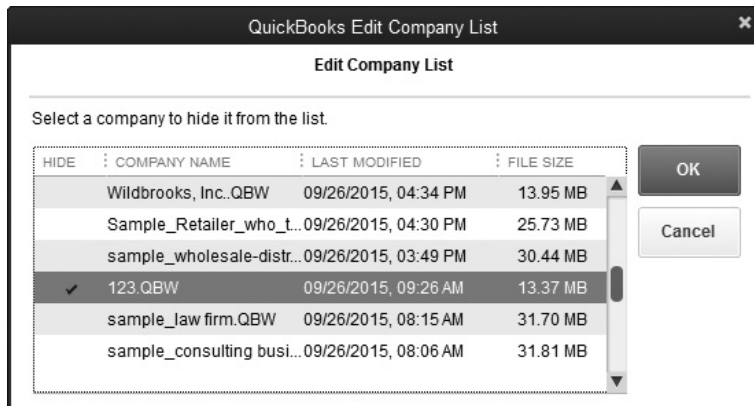 QuickBooks Edit Company List
Edit Company List
Select a company to hide it from the list.
HIDE COMPANY NAME LAST MODIFIED FILE SIZE
Wildbrooks, Inc..QBW 09/26/2015, 04:34 PM 13.95 MB
Sample_Retailer_who_t...09/26/2015, 04:30 PM 25.73 MB
sample_wholesale-distr...09/26/2015, 03:49 PM 30.44 MB
123.QBW 09/26/2015, 09:26 AM 13.37 MB
sample_law firm.QBW 09/26/2015, 08:15 AM 31.70 MB
sample_consulting busi...09/26/2015, 08:06 AM 31.81 MB
OK
Cancel